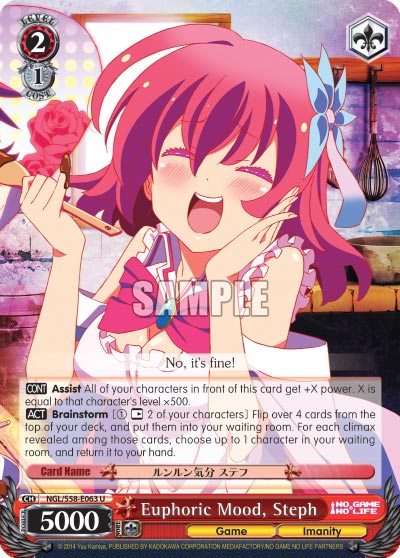 LEVEL
2
1
COST
SAMPLE
No, it's fine!
CONT Assist All of your characters in front of this card get +X power. X is
equal to that character's level ×500.
ACT Brainstorm [① 2 of your characters] Flip over 4 cards from the
top of your deck, and put them into your waiting room. For each climax
revealed among those cards, choose up to 1 character in your waiting
room, and return it to your hand.
Card Name
ルンルン気分 ステフ
CH NGL/S58-E063 U
5000
POWER
Euphoric Mood, Steph
NO GAME
NO LIFE
Game
Imanity
© 2014 Yuu Kamiya, PUBLISHED BY KADOKAWA CORPORATION MEDIAFACTORY/NO GAME NO LIFE PARTNERS